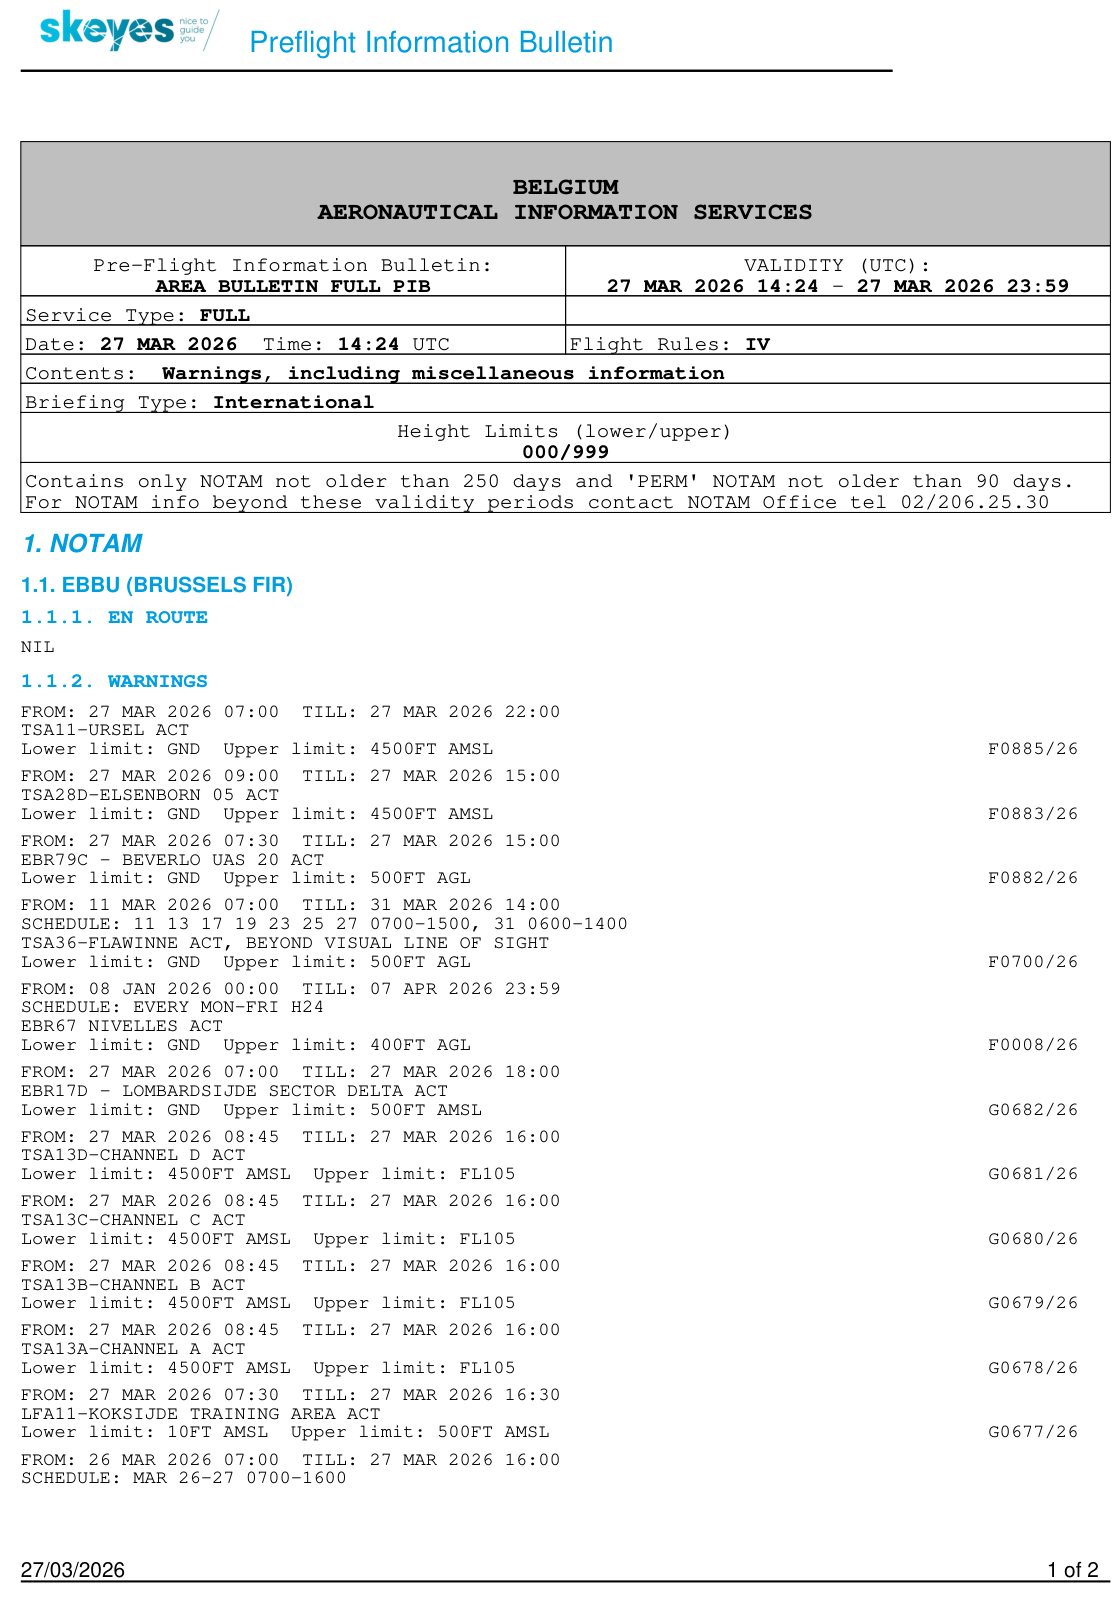 skeyes nice to guide you
Preflight Information Bulletin
BELGIUM
AERONAUTICAL INFORMATION SERVICES
Pre-Flight Information Bulletin:
AREA BULLETIN FULL PIB
VALIDITY (UTC):
27 MAR 2026 14:24 - 27 MAR 2026 23:59
Service Type: FULL
Date: 27 MAR 2026 Time: 14:24 UTC
Flight Rules: IV
Contents: Warnings, including miscellaneous information
Briefing Type: International
Height Limits (lower/upper)
000/999
Contains only NOTAM not older than 250 days and 'PERM' NOTAM not older than 90 days.
For NOTAM info beyond these validity periods contact NOTAM Office tel 02/206.25.30
1. NOTAM
1.1. EBBU (BRUSSELS FIR)
1.1.1. EN ROUTE
NIL
1.1.2. WARNINGS
FROM: 27 MAR 2026 07:00 TILL: 27 MAR 2026 22:00
TSA11-URSEL ACT
Lower limit: GND Upper limit: 4500FT AMSL F0885/26
FROM: 27 MAR 2026 09:00 TILL: 27 MAR 2026 15:00
TSA28D-ELSENBORN 05 ACT
Lower limit: GND Upper limit: 4500FT AMSL F0883/26
FROM: 27 MAR 2026 07:30 TILL: 27 MAR 2026 15:00
EBR79C - BEVERLO UAS 20 ACT
Lower limit: GND Upper limit: 500FT AGL F0882/26
FROM: 11 MAR 2026 07:00 TILL: 31 MAR 2026 14:00
SCHEDULE: 11 13 17 19 23 25 27 0700-1500, 31 0600-1400
TSA36-FLAWINNE ACT, BEYOND VISUAL LINE OF SIGHT
Lower limit: GND Upper limit: 500FT AGL F0700/26
FROM: 08 JAN 2026 00:00 TILL: 07 APR 2026 23:59
SCHEDULE: EVERY MON-FRI H24
EBR67 NIVELLES ACT
Lower limit: GND Upper limit: 400FT AGL F0008/26
FROM: 27 MAR 2026 07:00 TILL: 27 MAR 2026 18:00
EBR17D - LOMBARDSIJDE SECTOR DELTA ACT
Lower limit: GND Upper limit: 500FT AMSL G0682/26
FROM: 27 MAR 2026 08:45 TILL: 27 MAR 2026 16:00
TSA13D-CHANNEL D ACT
Lower limit: 4500FT AMSL Upper limit: FL105 G0681/26
FROM: 27 MAR 2026 08:45 TILL: 27 MAR 2026 16:00
TSA13C-CHANNEL C ACT
Lower limit: 4500FT AMSL Upper limit: FL105 G0680/26
FROM: 27 MAR 2026 08:45 TILL: 27 MAR 2026 16:00
TSA13B-CHANNEL B ACT
Lower limit: 4500FT AMSL Upper limit: FL105 G0679/26
FROM: 27 MAR 2026 08:45 TILL: 27 MAR 2026 16:00
TSA13A-CHANNEL A ACT
Lower limit: 4500FT AMSL Upper limit: FL105 G0678/26
FROM: 27 MAR 2026 07:30 TILL: 27 MAR 2026 16:30
LFA11-KOKSIJDE TRAINING AREA ACT
Lower limit: 10FT AMSL Upper limit: 500FT AMSL G0677/26
FROM: 26 MAR 2026 07:00 TILL: 27 MAR 2026 16:00
SCHEDULE: MAR 26-27 0700-1600
27/03/2026 1 of 2